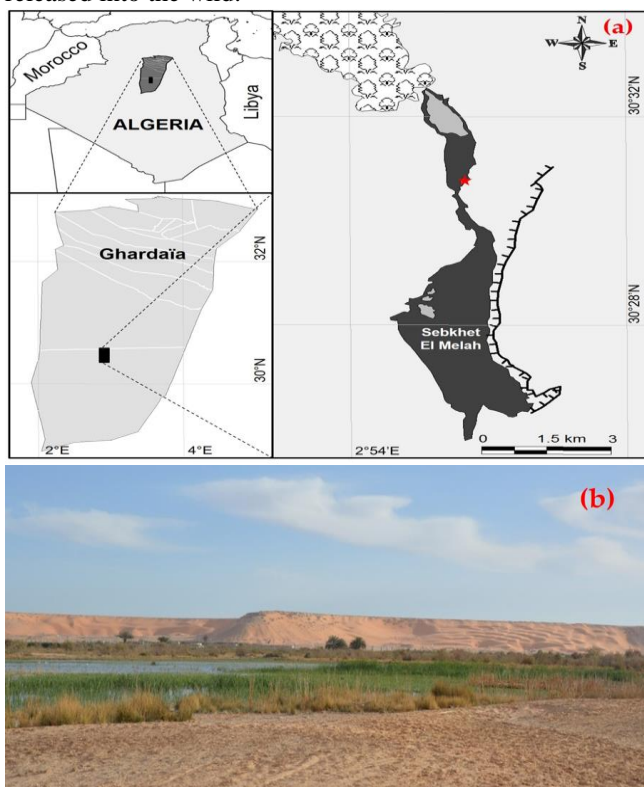 released into the wild.
Morocco
ALGERIA
Libya
Ghardaïa
32°N
30°N
2°E
4°E
(a)
N
W E
S
30°32'N
30°28'N
Sebkhet
El Melah
2°54'E
0 1.5 km 3
(b)